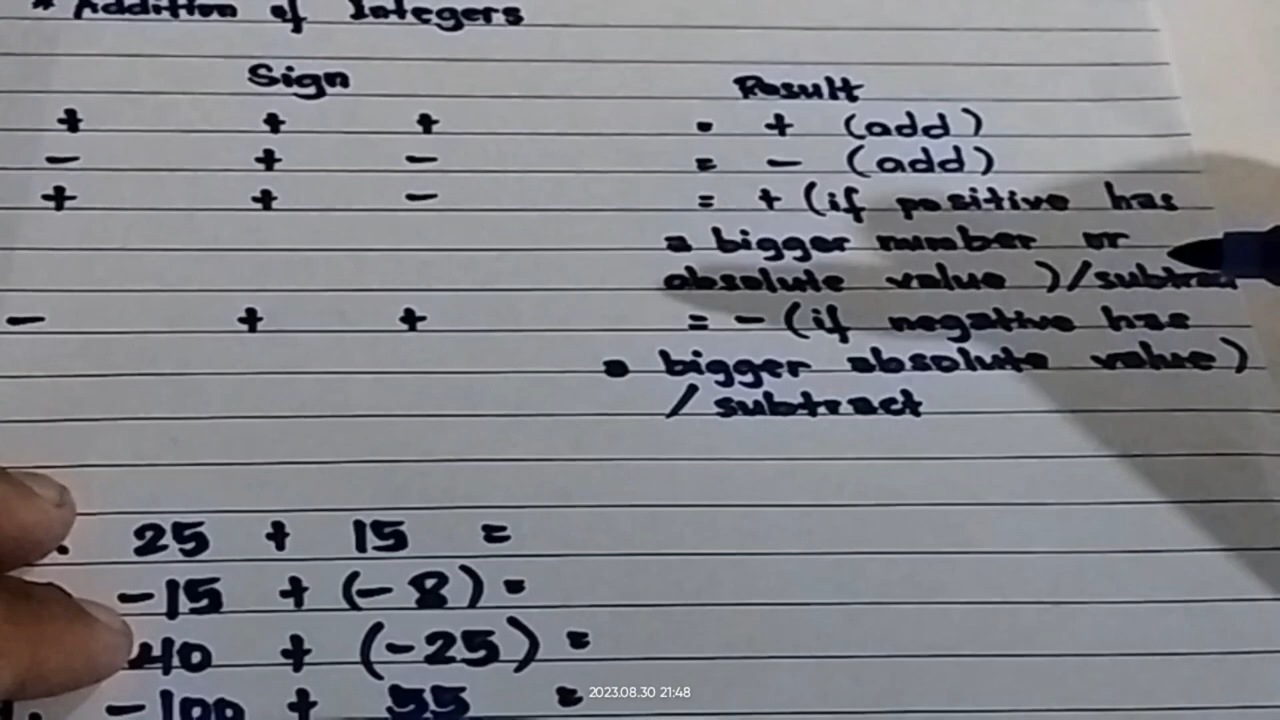 * Addition of Integers
Sign Result
+ + + = + (add)
- + - = - (add)
+ + - = + (if positive has
a bigger number or
absolute value )/subtract
- + + = - (if negative has
a bigger absolute value)
/ subtract
. 25 + 15 =
-15 + (-8) =
40 + (-25) =
. -100 + 55 =
2023.08.30 21:48